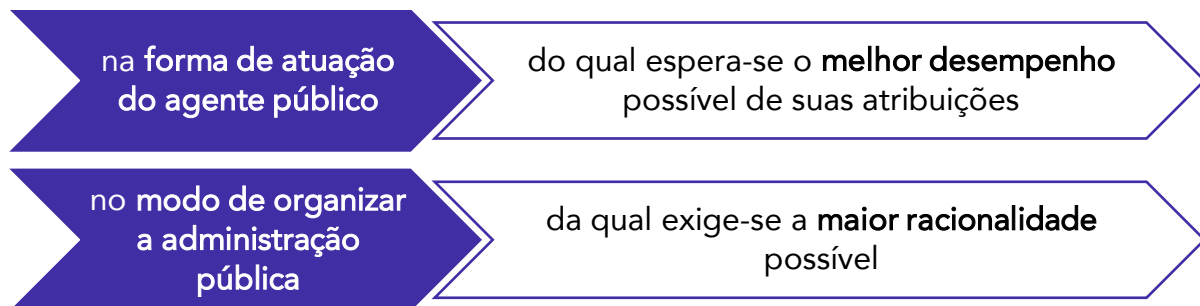 na forma de atuação
do agente público
do qual espera-se o melhor desempenho
possível de suas atribuições
no modo de organizar
a administração
pública
da qual exige-se a maior racionalidade
possível